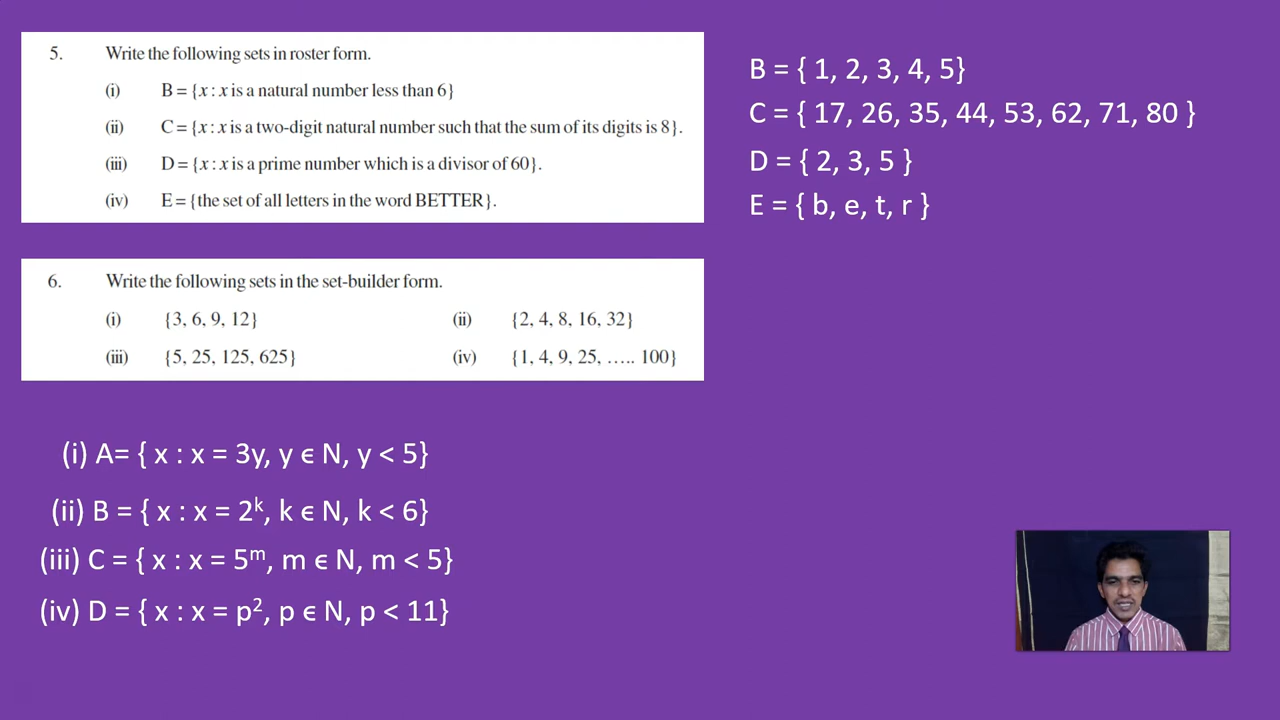 5. Write the following sets in roster form.
(i) B = {x : x is a natural number less than 6}
(ii) C = {x : x is a two-digit natural number such that the sum of its digits is 8}.
(iii) D = {x : x is a prime number which is a divisor of 60}.
(iv) E = {the set of all letters in the word BETTER}.
B = { 1, 2, 3, 4, 5}
C = { 17, 26, 35, 44, 53, 62, 71, 80 }
D = { 2, 3, 5 }
E = { b, e, t, r }
6. Write the following sets in the set-builder form.
(i) {3, 6, 9, 12} (ii) {2, 4, 8, 16, 32}
(iii) {5, 25, 125, 625} (iv) {1, 4, 9, 25, ….. 100}
(i) A= { x : x = 3y, y ϵ N, y < 5}
(ii) B = { x : x = 2ᵏ, k ϵ N, k < 6}
(iii) C = { x : x = 5ᵐ, m ϵ N, m < 5}
(iv) D = { x : x = p², p ϵ N, p < 11}